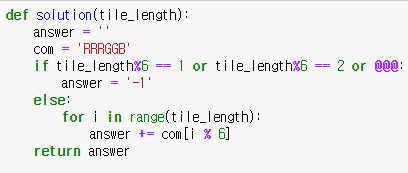 def solution(tile_length):
    answer = ''
    com = 'RRRGGB'
    if tile_length%6 == 1 or tile_length%6 == 2 or @@@:
        answer = '-1'
    else:
        for i in range(tile_length):
            answer += com[i % 6]
    return answer